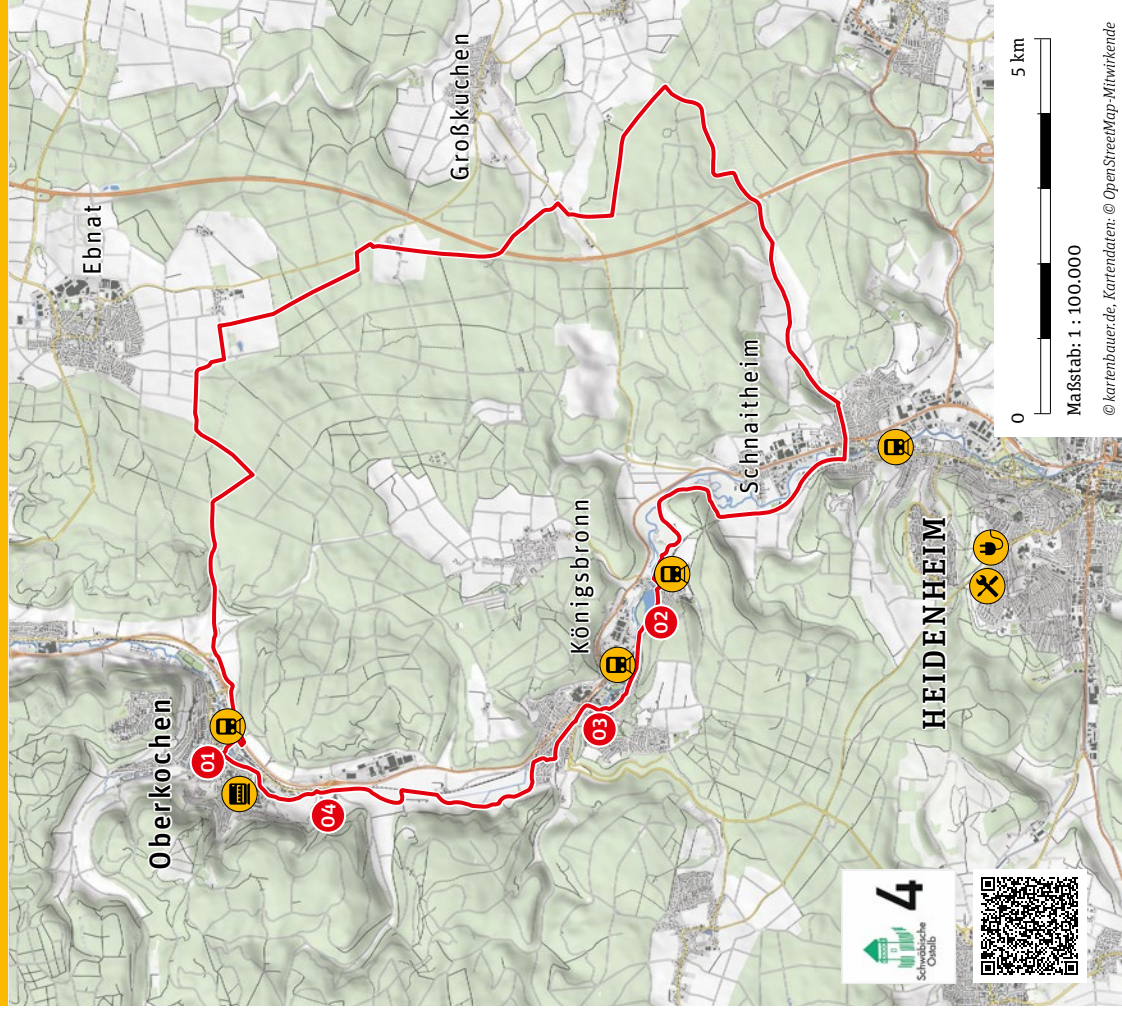 Ebnat
Großkuchen
Oberkochen
01
04
Königsbronn
03
02
Schnaitheim
HEIDENHEIM
4
Schwäbische
Ostalb
0
5 km
Maßstab: 1 : 100.000
© kartenbauer.de, Kartendaten: © OpenStreetMap-Mitwirkende